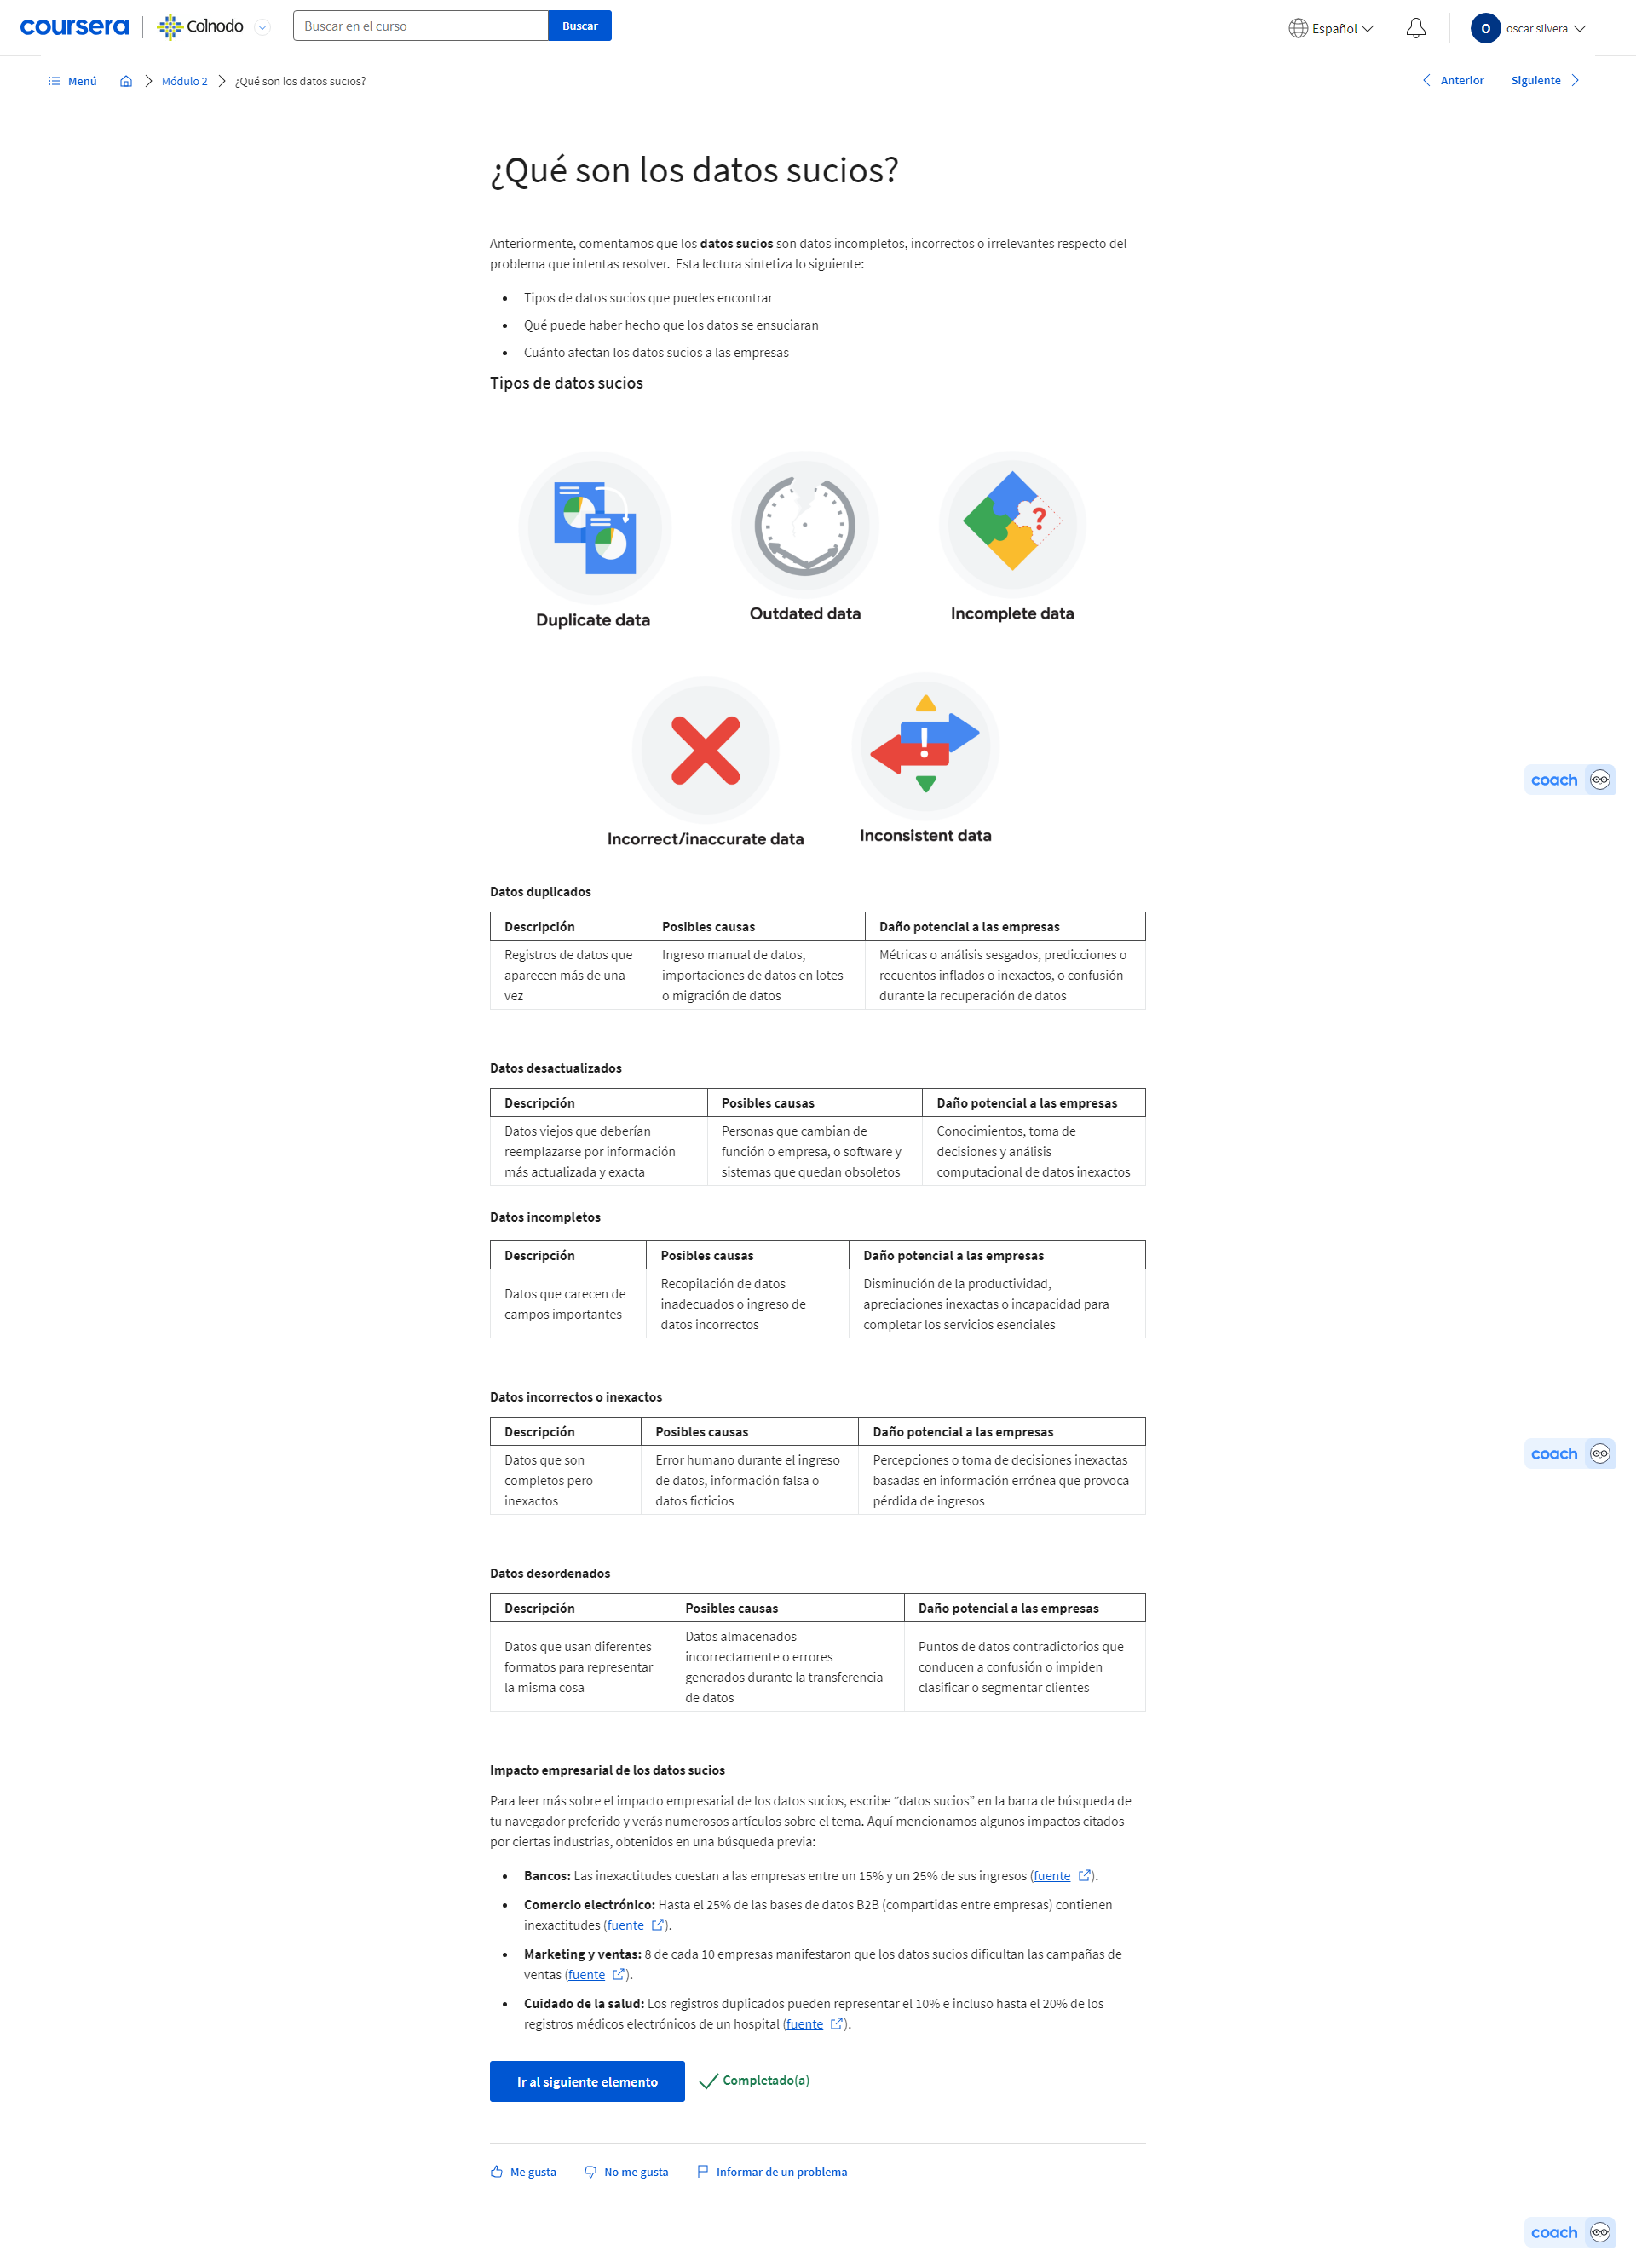 coursera
Colnodo
Buscar en el curso
Buscar
Español
O
oscar silvera
Menú
Módulo 2
¿Qué son los datos sucios?
Anterior
Siguiente
¿Qué son los datos sucios?
Anteriormente, comentamos que los datos sucios son datos incompletos, incorrectos o irrelevantes respecto del
problema que intentas resolver. Esta lectura sintetiza lo siguiente:
Tipos de datos sucios que puedes encontrar
Qué puede haber hecho que los datos se ensuciaran
Cuánto afectan los datos sucios a las empresas
Tipos de datos sucios
?
Duplicate data
Outdated data
Incomplete data
!
coach
Incorrect/inaccurate data
Inconsistent data
Datos duplicados
Descripción
Posibles causas
Daño potencial a las empresas
Registros de datos que
aparecen más de una
vez
Ingreso manual de datos,
importaciones de datos en lotes
o migración de datos
Métricas o análisis sesgados, predicciones o
recuentos inflados o inexactos, o confusión
durante la recuperación de datos
Datos desactualizados
Descripción
Posibles causas
Daño potencial a las empresas
Datos viejos que deberían
reemplazarse por información
más actualizada y exacta
Personas que cambian de
función o empresa, o software y
sistemas que quedan obsoletos
Conocimientos, toma de
decisiones y análisis
computacional de datos inexactos
Datos incompletos
Descripción
Posibles causas
Daño potencial a las empresas
Datos que carecen de
campos importantes
Recopilación de datos
inadecuados o ingreso de
datos incorrectos
Disminución de la productividad,
apreciaciones inexactas o incapacidad para
completar los servicios esenciales
Datos incorrectos o inexactos
Descripción
Posibles causas
Daño potencial a las empresas
coach
Datos que son
completos pero
inexactos
Error humano durante el ingreso
de datos, información falsa o
datos ficticios
Percepciones o toma de decisiones inexactas
basadas en información errónea que provoca
pérdida de ingresos
Datos desordenados
Descripción
Posibles causas
Daño potencial a las empresas
Datos que usan diferentes
formatos para representar
la misma cosa
Datos almacenados
incorrectamente o errores
generados durante la transferencia
de datos
Puntos de datos contradictorios que
conducen a confusión o impiden
clasificar o segmentar clientes
Impacto empresarial de los datos sucios
Para leer más sobre el impacto empresarial de los datos sucios, escribe “datos sucios” en la barra de búsqueda de
tu navegador preferido y verás numerosos artículos sobre el tema. Aquí mencionamos algunos impactos citados
por ciertas industrias, obtenidos en una búsqueda previa:
Bancos: Las inexactitudes cuestan a las empresas entre un 15% y un 25% de sus ingresos (fuente ).
Comercio electrónico: Hasta el 25% de las bases de datos B2B (compartidas entre empresas) contienen
inexactitudes (fuente ).
Marketing y ventas: 8 de cada 10 empresas manifestaron que los datos sucios dificultan las campañas de
ventas (fuente ).
Cuidado de la salud: Los registros duplicados pueden representar el 10% e incluso hasta el 20% de los
registros médicos electrónicos de un hospital (fuente ).
Ir al siguiente elemento
Completado(a)
Me gusta
No me gusta
Informar de un problema
coach